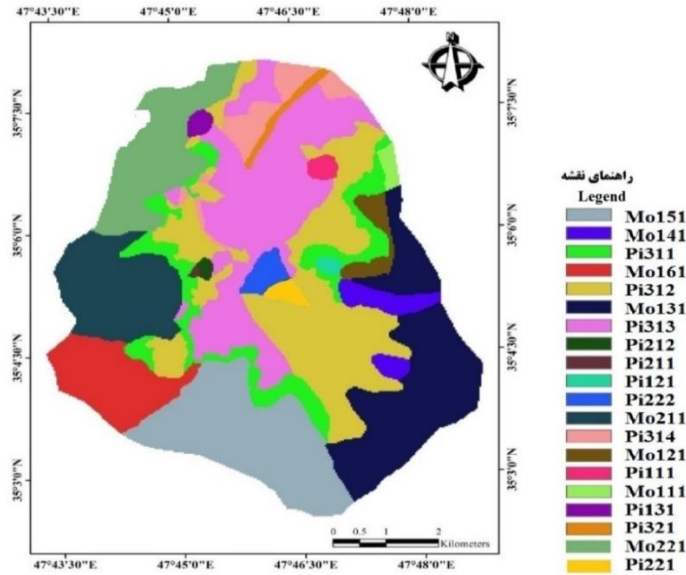 47°43'30"E 47°45'0"E 47°46'30"E 47°48'0"E
35°7'30"N 35°7'30"N
35°6'0"N 35°6'0"N
35°4'30"N 35°4'30"N
35°3'0"N 35°3'0"N
0 0.5 1 2
Kilometers
47°43'30"E 47°45'0"E 47°46'30"E 47°48'0"E
راهنمای نقشه
Legend
Mo151
Mo141
Pi311
Mo161
Pi312
Mo131
Pi313
Pi212
Pi211
Pi121
Pi222
Mo211
Pi314
Mo121
Pi111
Mo111
Pi131
Pi321
Mo221
Pi221